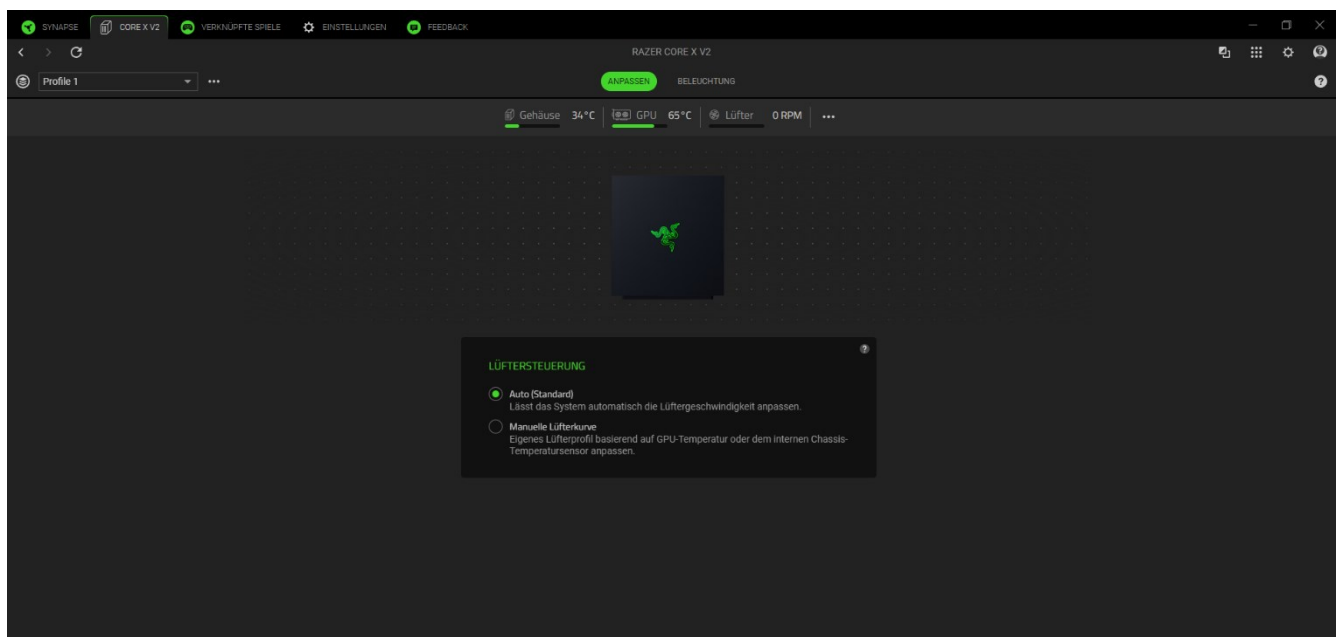 SYNAPSE CORE X V2 VERKNÜPFTE SPIELE EINSTELLUNGEN FEEDBACK
RAZER CORE X V2
Profile 1 ANPASSEN BELEUCHTUNG
Gehäuse 34°C GPU 65°C Lüfter 0 RPM
LÜFTERSTEUERUNG
Auto (Standard)
Lässt das System automatisch die Lüftergeschwindigkeit anpassen.
Manuelle Lüfterkurve
Eigenes Lüfterprofil basierend auf GPU-Temperatur oder dem internen Chassis-
Temperatursensor anpassen.